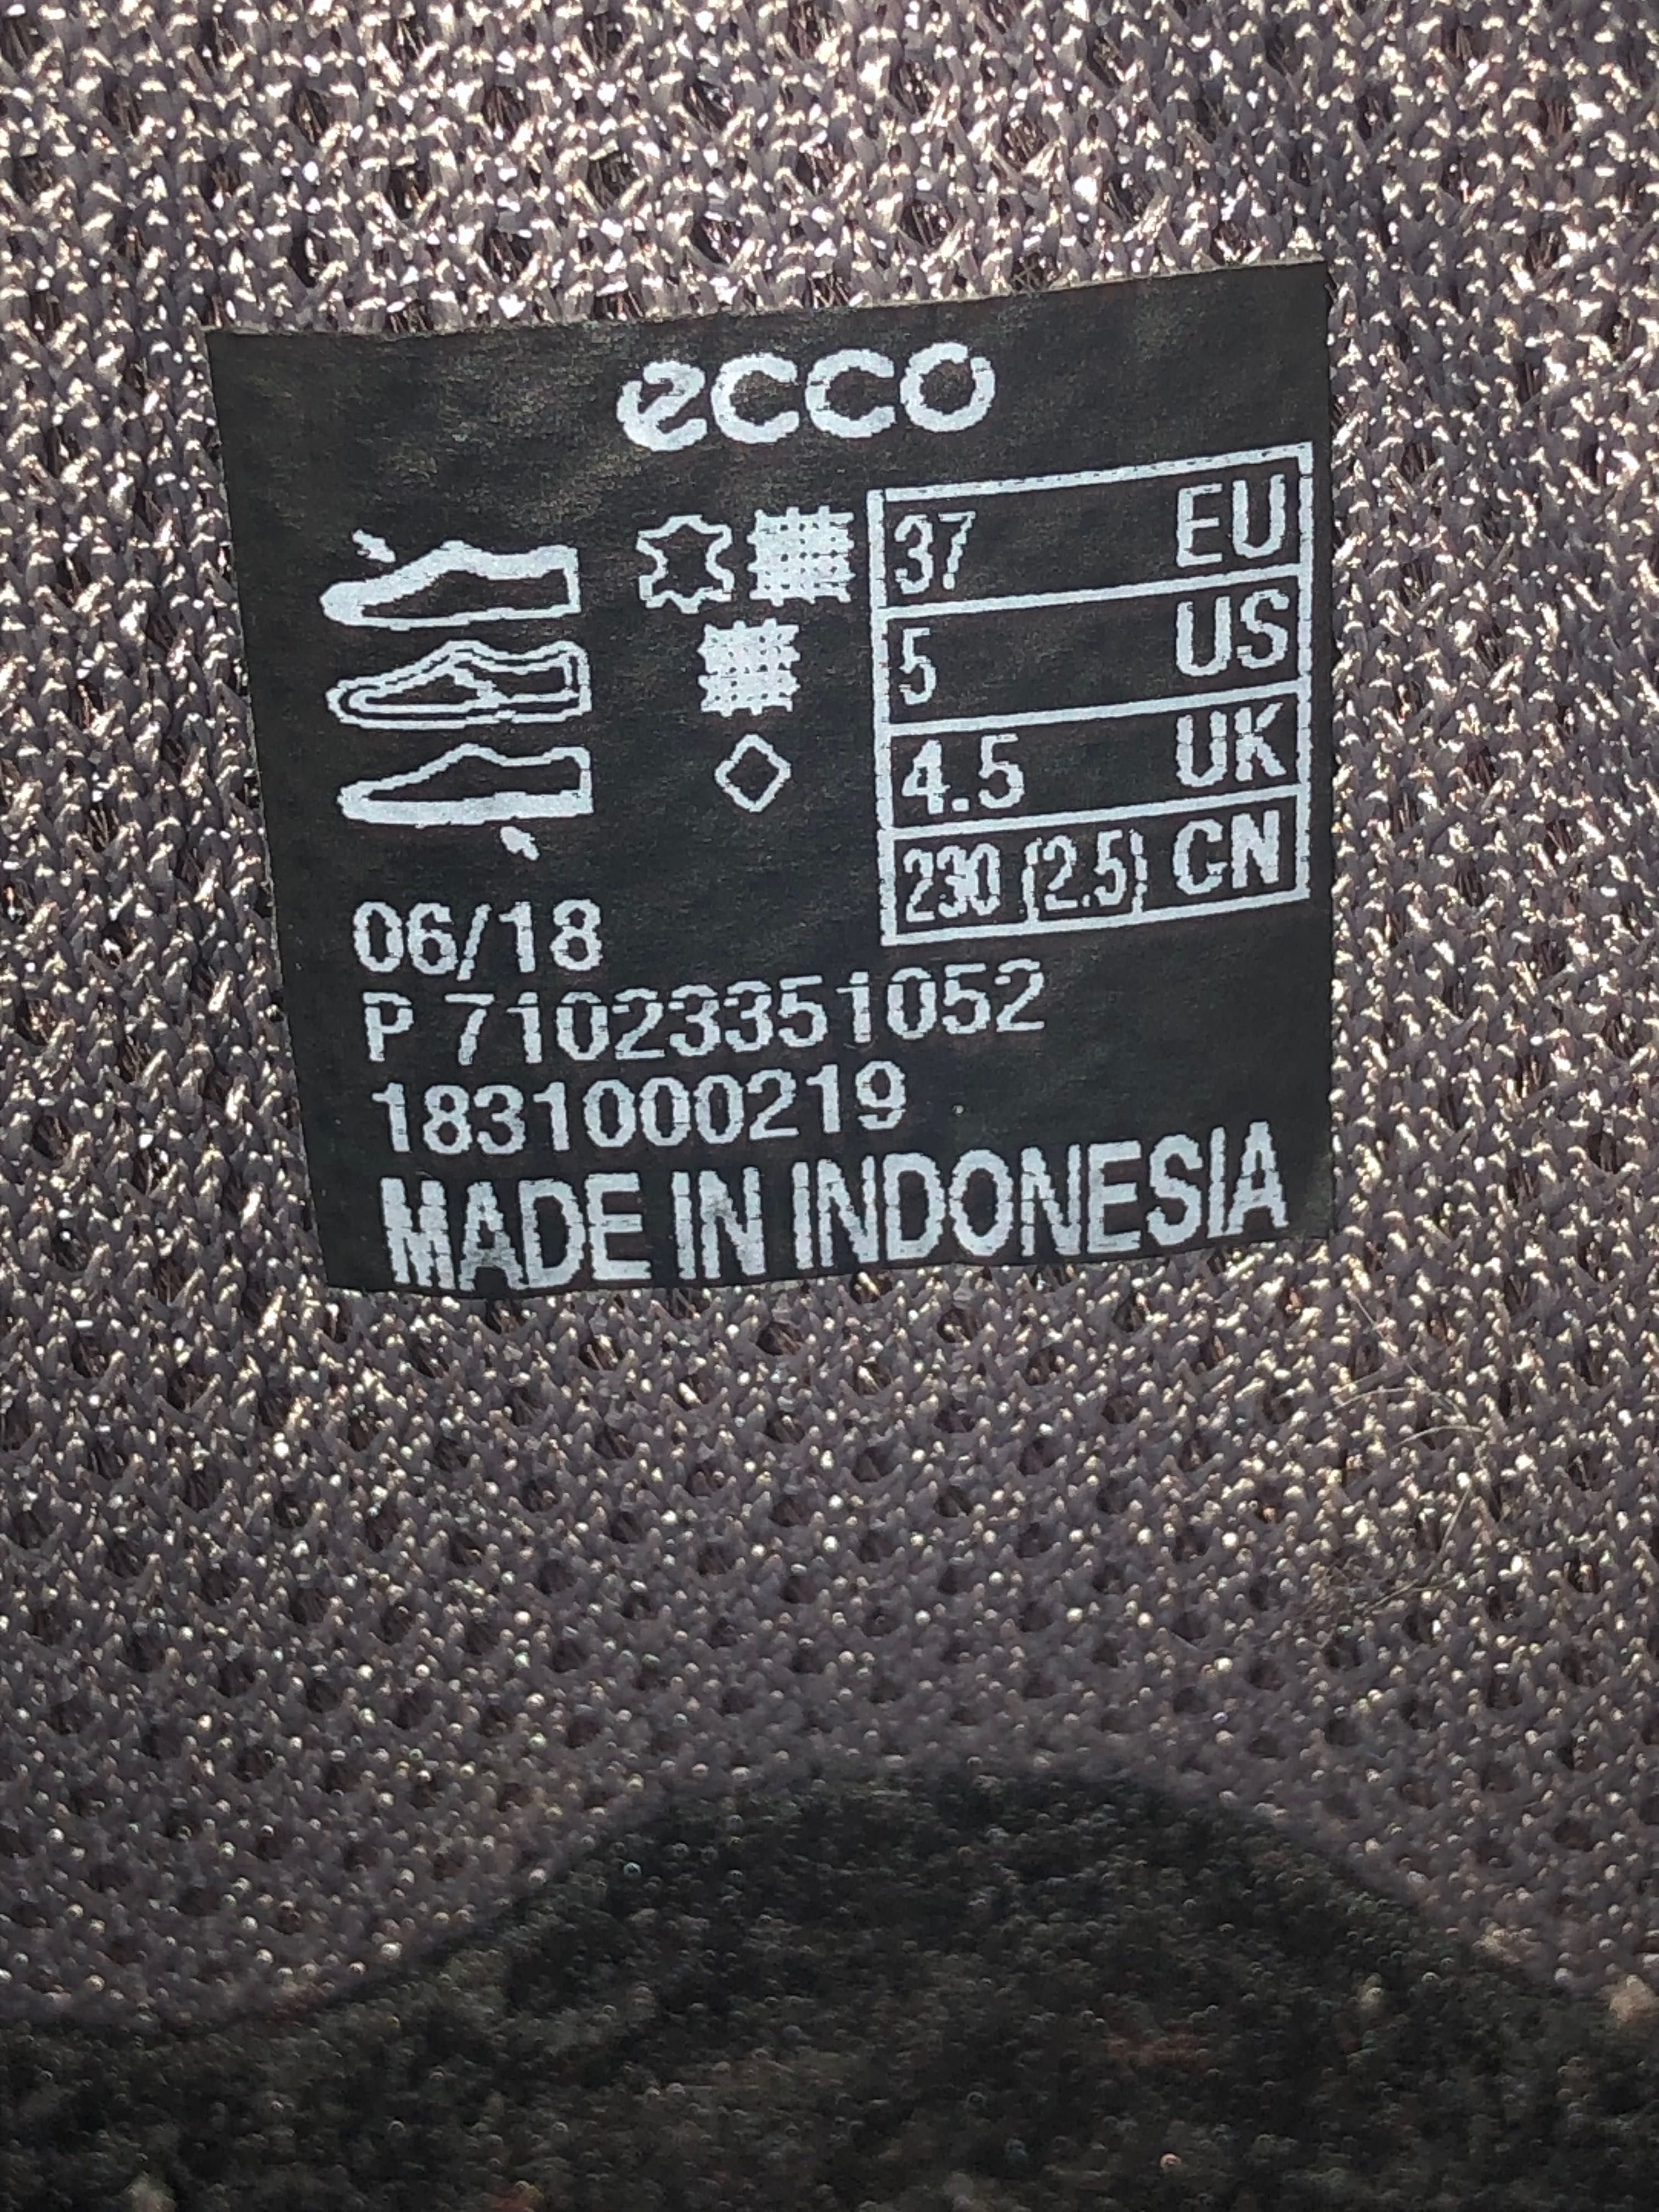 ecco
37 EU
5 US
4.5 UK
230 (2.5) CN
06/18
P 71023351052
1831000219
MADE IN INDONESIA